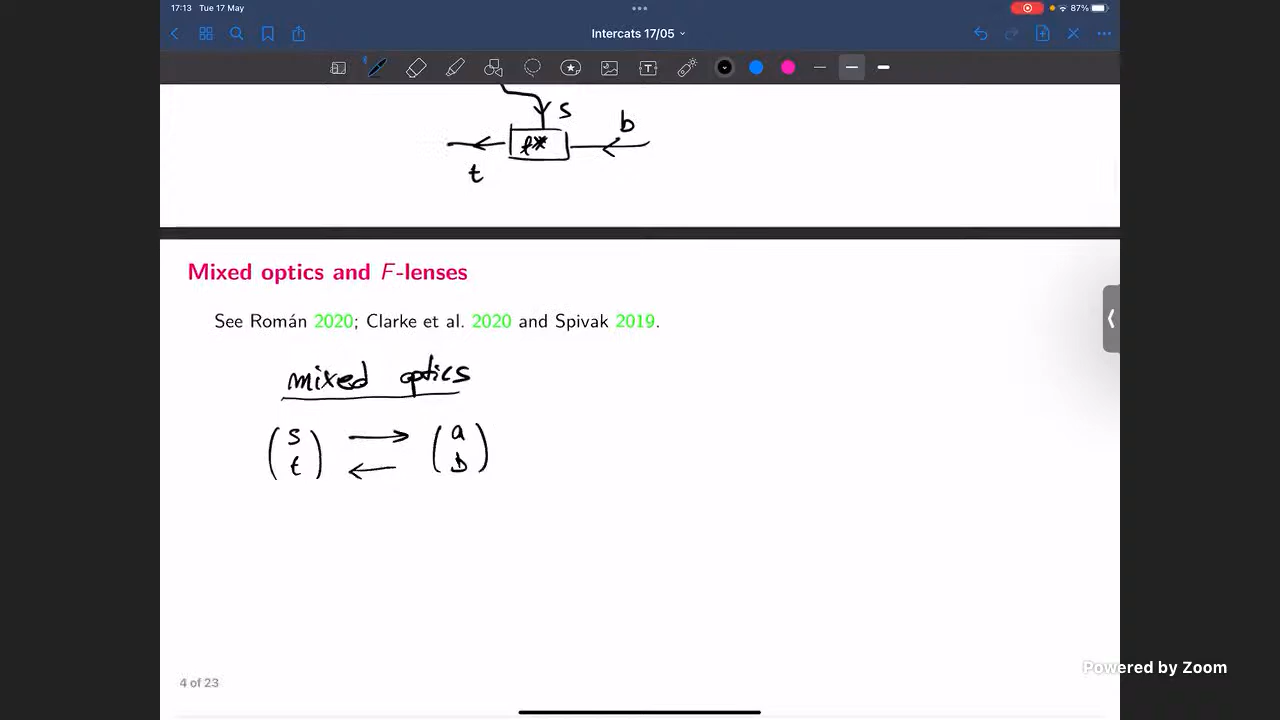 17:13 Tue 17 May
87%
Intercats 17/05
s
b
f*
t
Mixed optics and F-lenses
See Román 2020; Clarke et al. 2020 and Spivak 2019.
mixed optics
(s t) ⟶ ⟵ (a b)
4 of 23
Powered by Zoom